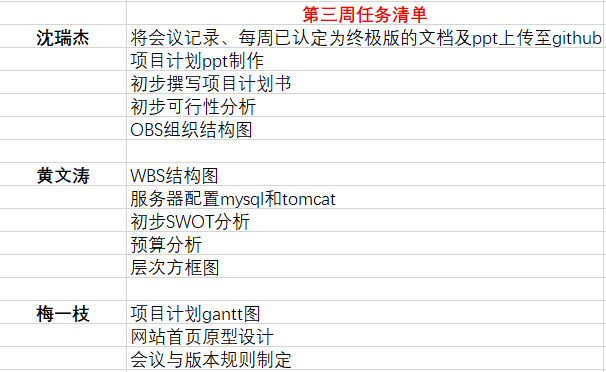 第三周任务清单
沈瑞杰 将会议记录、每周已认定为终极版的文档及ppt上传至github
项目计划ppt制作
初步撰写项目计划书
初步可行性分析
OBS组织结构图
黄文涛 WBS结构图
服务器配置mysql和tomcat
初步SWOT分析
预算分析
层次方框图
梅一枝 项目计划gantt图
网站首页原型设计
会议与版本规则制定